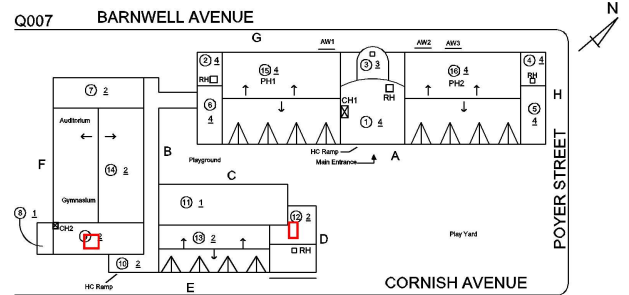 Q007 BARNWELL AVENUE N
G
AW1 AW2 AW3
2 4 3 3 4 4
RH 15 4 16 4 RH
PH1 PH2
7 2 RH
6 CH1 5 H
4 1 4 4
Auditorium
B
HC Ramp
Main Entrance A
Playground
F 14 2
C
Gymnasium
11 1
8 1 12 2
CH2
2 13 2 D Play Yard
RH
10 2
HC Ramp E
CORNISH AVENUE
POYER STREET